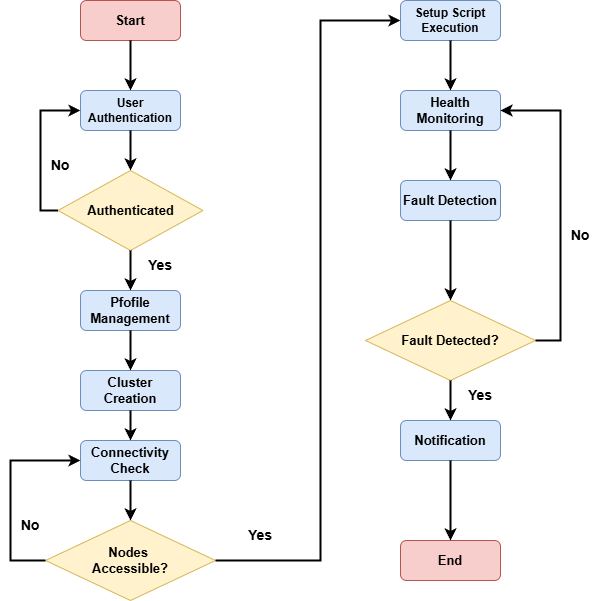 Start
User
Authentication
No
Authenticated
Yes
Pfofile
Management
Cluster
Creation
Connectivity
Check
No
Nodes
Accessible?
Yes
Setup Script
Execution
Health
Monitoring
Fault Detection
No
Fault Detected?
Yes
Notification
End